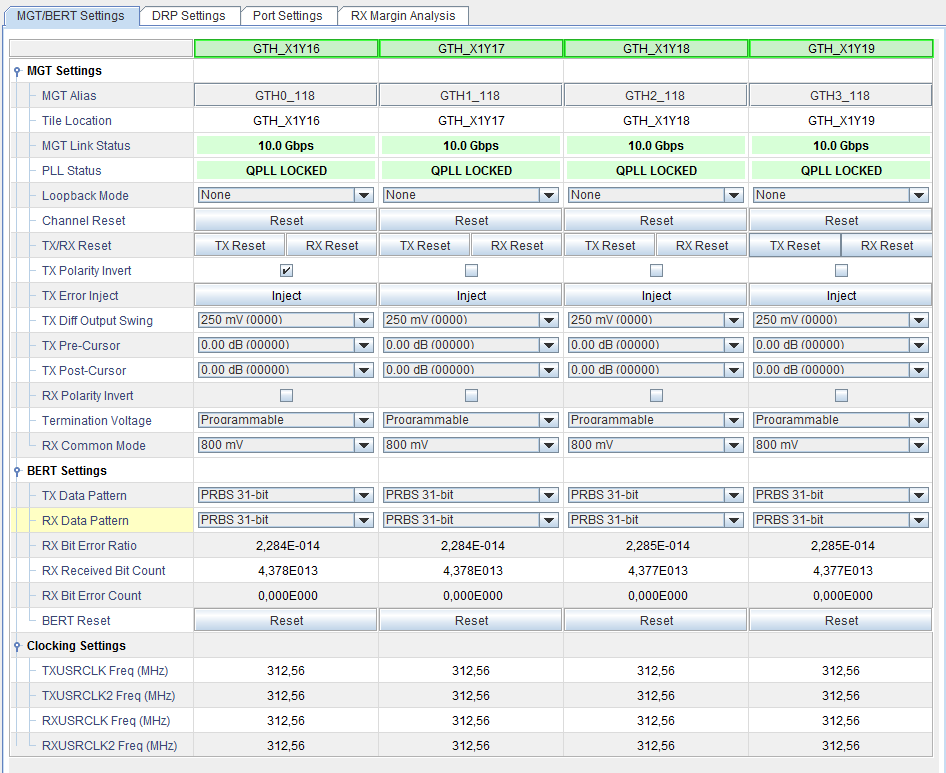 MGT/BERT Settings DRP Settings Port Settings RX Margin Analysis
GTH_X1Y16 GTH_X1Y17 GTH_X1Y18 GTH_X1Y19
MGT Settings
MGT Alias GTH0_118 GTH1_118 GTH2_118 GTH3_118
Tile Location GTH_X1Y16 GTH_X1Y17 GTH_X1Y18 GTH_X1Y19
MGT Link Status 10.0 Gbps 10.0 Gbps 10.0 Gbps 10.0 Gbps
PLL Status QPLL LOCKED QPLL LOCKED QPLL LOCKED QPLL LOCKED
Loopback Mode None None None None
Channel Reset Reset Reset Reset Reset
TX/RX Reset TX Reset RX Reset TX Reset RX Reset TX Reset RX Reset TX Reset RX Reset
TX Polarity Invert
TX Error Inject Inject Inject Inject Inject
TX Diff Output Swing 250 mV (0000) 250 mV (0000) 250 mV (0000) 250 mV (0000)
TX Pre-Cursor 0.00 dB (00000) 0.00 dB (00000) 0.00 dB (00000) 0.00 dB (00000)
TX Post-Cursor 0.00 dB (00000) 0.00 dB (00000) 0.00 dB (00000) 0.00 dB (00000)
RX Polarity Invert
Termination Voltage Programmable Programmable Programmable Programmable
RX Common Mode 800 mV 800 mV 800 mV 800 mV
BERT Settings
TX Data Pattern PRBS 31-bit PRBS 31-bit PRBS 31-bit PRBS 31-bit
RX Data Pattern PRBS 31-bit PRBS 31-bit PRBS 31-bit PRBS 31-bit
RX Bit Error Ratio 2,284E-014 2,284E-014 2,285E-014 2,285E-014
RX Received Bit Count 4,378E013 4,378E013 4,377E013 4,377E013
RX Bit Error Count 0,000E000 0,000E000 0,000E000 0,000E000
BERT Reset Reset Reset Reset Reset
Clocking Settings
TXUSRCLK Freq (MHz) 312,56 312,56 312,56 312,56
TXUSRCLK2 Freq (MHz) 312,56 312,56 312,56 312,56
RXUSRCLK Freq (MHz) 312,56 312,56 312,56 312,56
RXUSRCLK2 Freq (MHz) 312,56 312,56 312,56 312,56